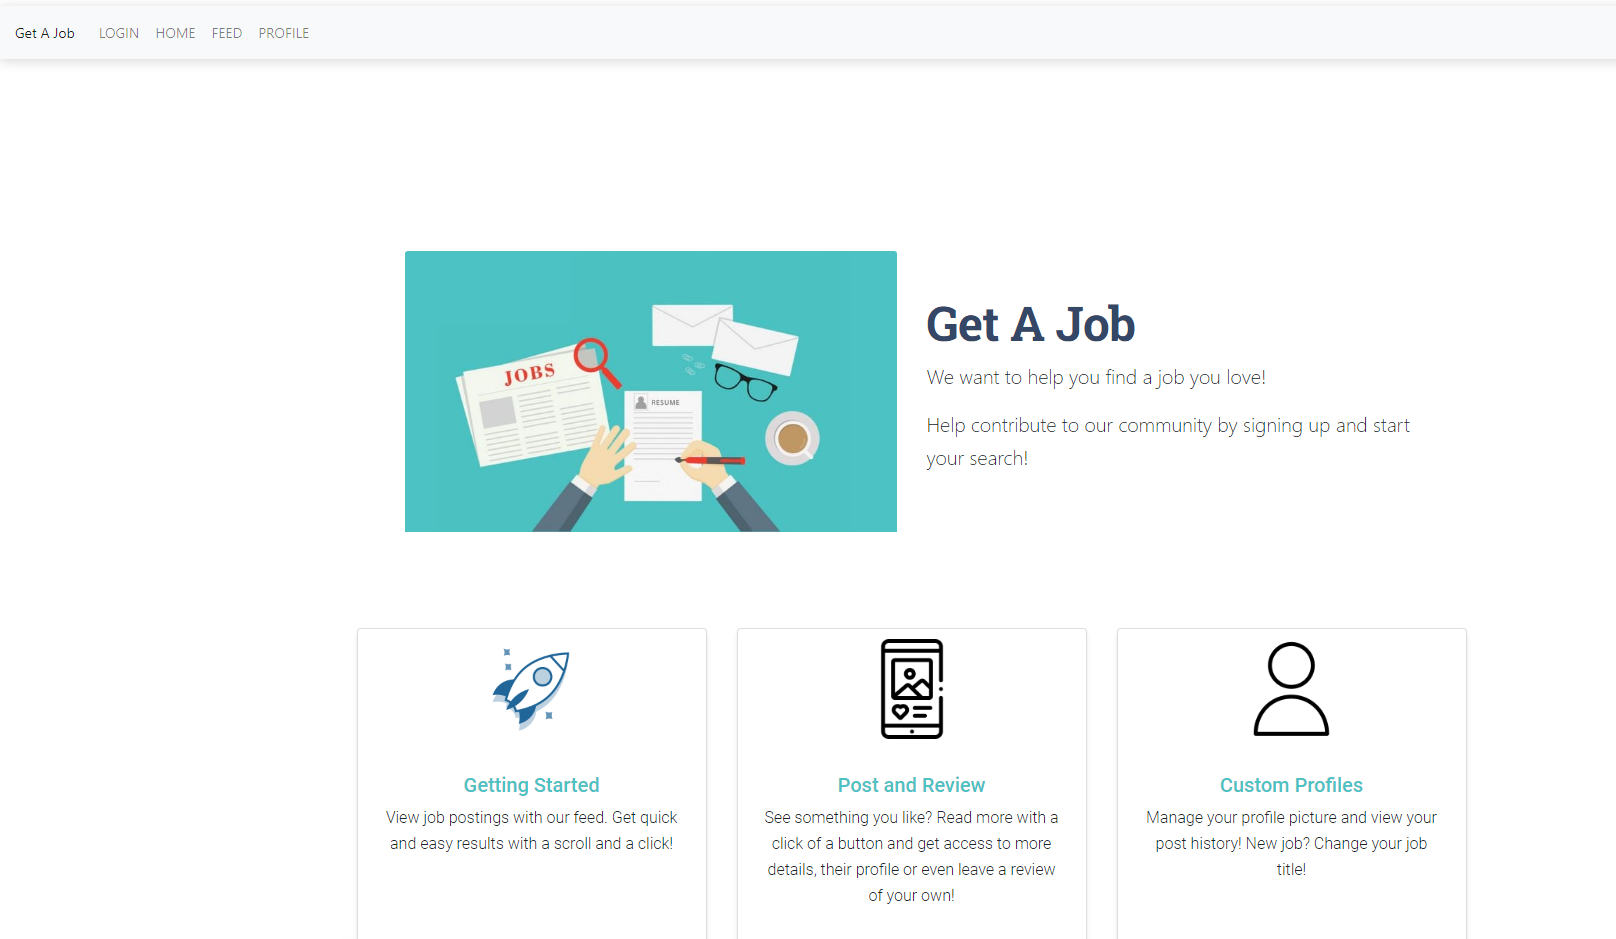 Get A Job LOGIN HOME FEED PROFILE
JOBS
RESUME
Get A Job
We want to help you find a job you love!
Help contribute to our community by signing up and start
your search!
Getting Started
View job postings with our feed. Get quick
and easy results with a scroll and a click!
Post and Review
See something you like? Read more with a
click of a button and get access to more
details, their profile or even leave a review
of your own!
Custom Profiles
Manage your profile picture and view your
post history! New job? Change your job
title!